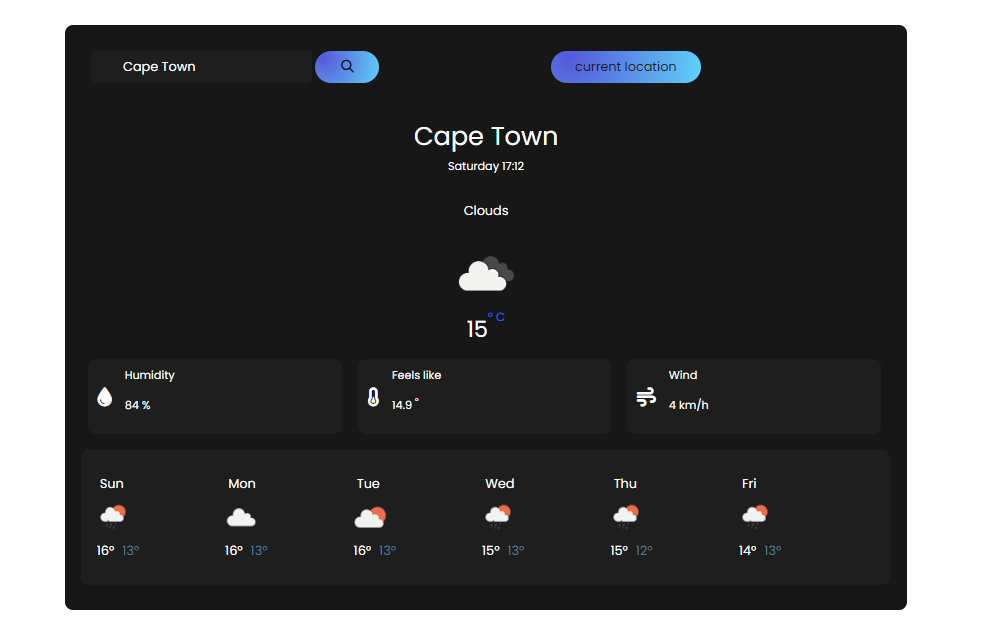 Cape Town current location
Cape Town
Saturday 17:12
Clouds
15° C
Humidity Feels like Wind
84 % 14.9 ° 4 km/h
Sun Mon Tue Wed Thu Fri
16° 13° 16° 13° 16° 13° 15° 13° 15° 12° 14° 13°